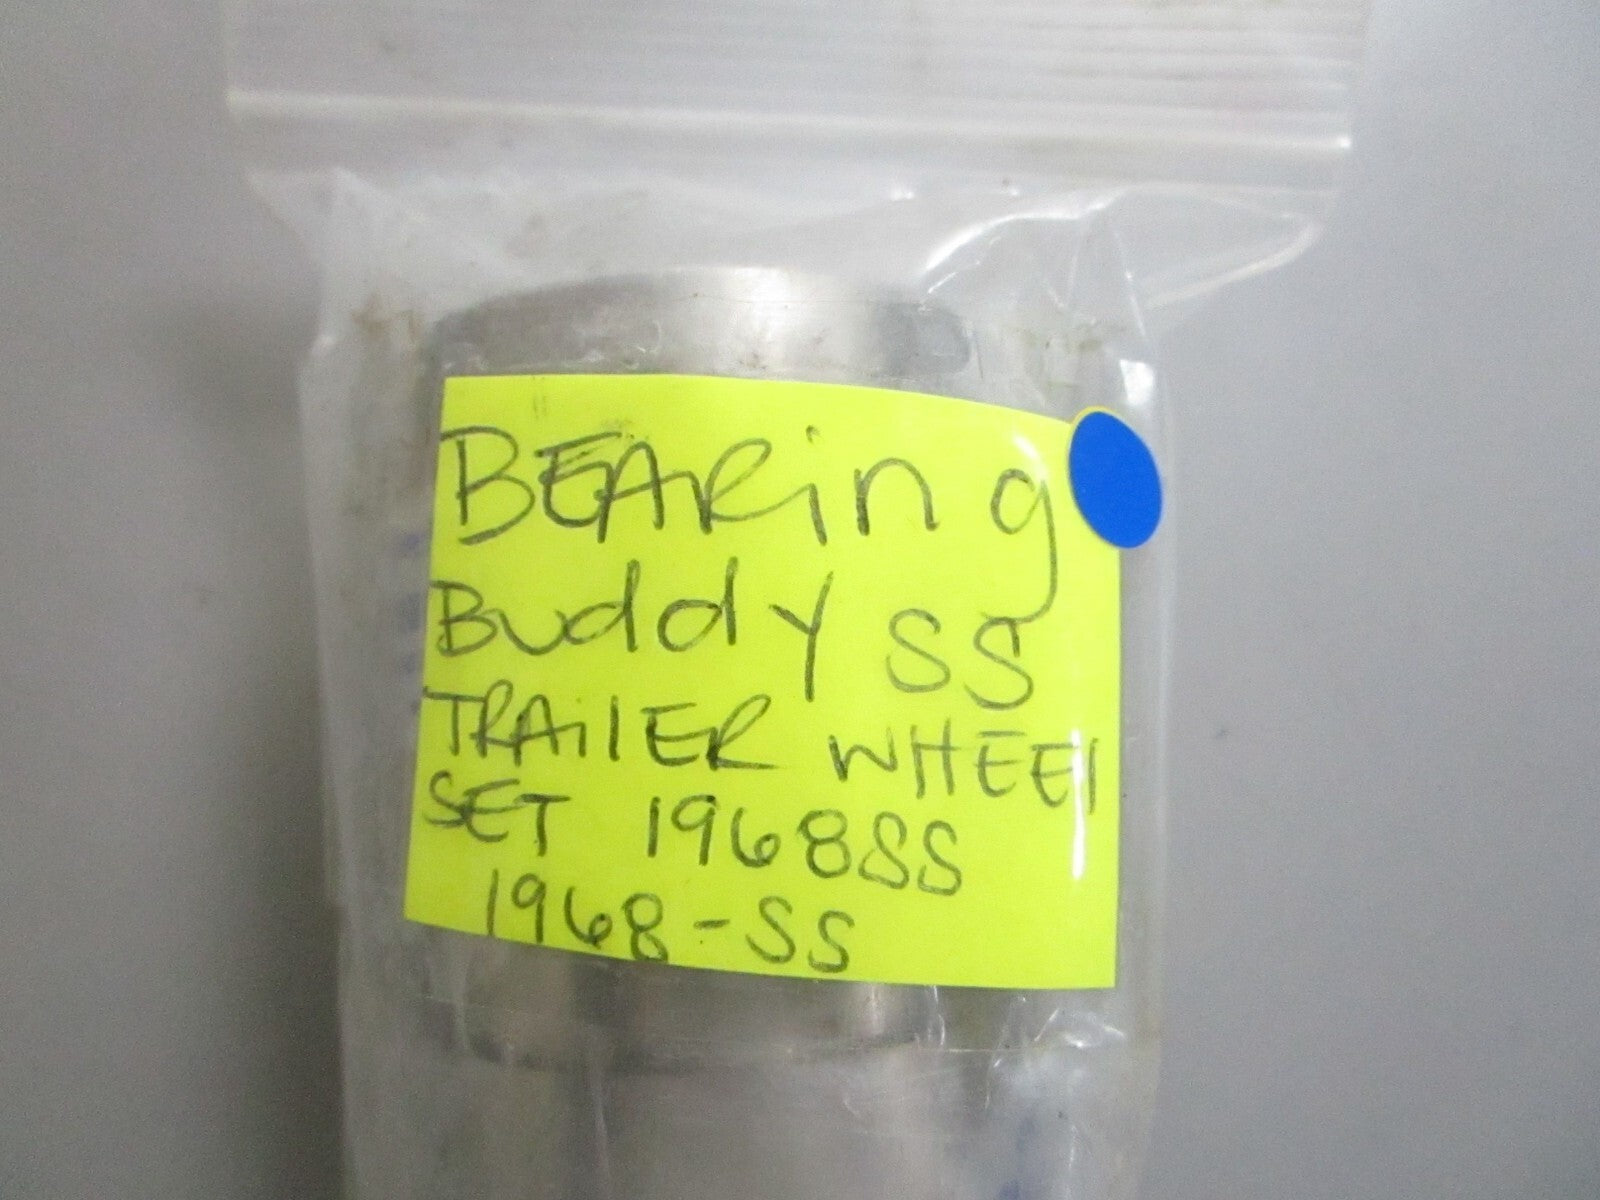 BEARing
Buddy SS
TRAilER WHEEl
SET 1968SS
1968-SS